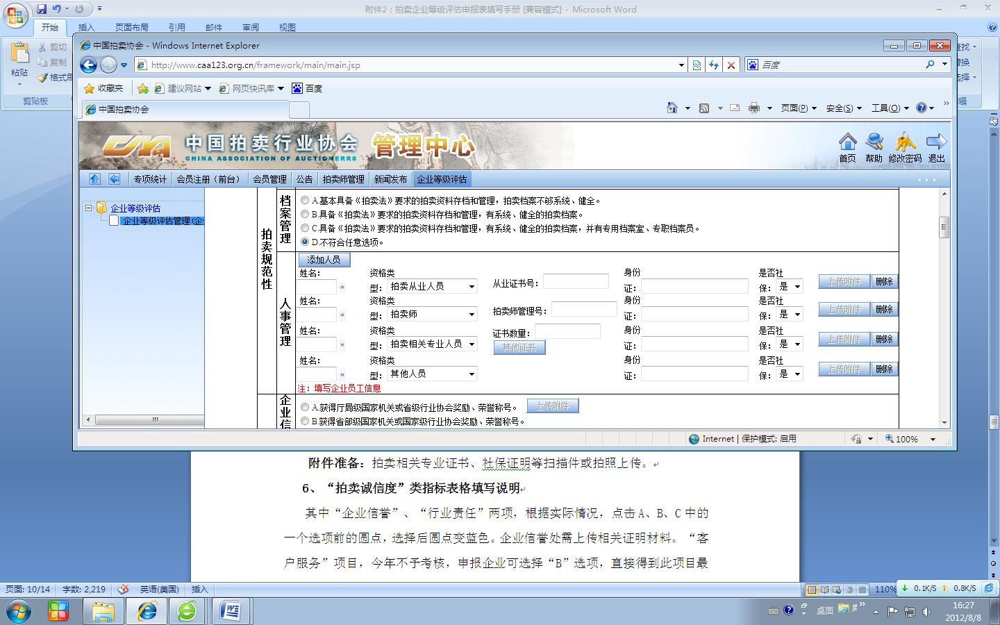 附件2：拍卖企业等级评估申报表填写手册 [兼容模式] - Microsoft Word
开始 插入 页面布局 引用 邮件 审阅 视图
剪切
复制
格式刷
粘贴
剪贴板
查找
替换
选择
中国拍卖协会 - Windows Internet Explorer
http://www.caa123.org.cn/framework/main/main.jsp
百度
收藏夹 建议网站 网页快讯库 百度
中国拍卖协会
页面(P) 安全(S) 工具(O)
CAA 中国拍卖行业协会 管理中心
CHINA ASSOCIATION OF AUCTIONERRS
首页 帮助 修改密码 退出
专项统计 会员注册（前台） 会员管理 公告 拍卖师管理 新闻发布 企业等级评估
企业等级评估
企业等级评估管理(企业
拍卖规范性
档案管理
A.基本具备《拍卖法》要求的拍卖资料存档和管理，拍卖档案不够系统、健全。
B.具备《拍卖法》要求的拍卖资料存档和管理，有系统、健全的拍卖档案。
C.具备《拍卖法》要求的拍卖资料存档和管理，有系统、健全的拍卖档案，并有专用档案室、专职档案员。
D.不符合任意选项。
人事管理
添加人员
姓名： * 资格类型： 拍卖从业人员 从业证书号： 身份证： 是否社保： 是 上传附件 删除
姓名： * 资格类型： 拍卖师 拍卖师管理号： 身份证： 是否社保： 是 上传附件 删除
姓名： * 资格类型： 拍卖相关专业人员 证书数量： 其他证书 身份证： 是否社保： 是 上传附件 删除
姓名： * 资格类型： 其他人员 身份证： 是否社保： 是 上传附件 删除
注：填写企业员工信息
企业信
A.获得厅局级国家机关或省级行业协会奖励、荣誉称号。 上传附件
B.获得省部级国家机关或国家级行业协会奖励、荣誉称号。
Internet | 保护模式: 启用 100%
附件准备：拍卖相关专业证书、社保证明等扫描件或拍照上传。
6、“拍卖诚信度”类指标表格填写说明
其中“企业信誉”、“行业责任”两项，根据实际情况，点击A、B、C中的
一个选项前的圆点，选择后圆点变蓝色。企业信誉处需上传相关证明材料。“客
户服务”项目，今年不予考核，申报企业可选择“B”选项，直接得到此项目最
页面: 10/14 字数: 2,219 英语(美国) 插入 110%
0.1K/S 0.8K/S
桌面
16:27
2012/8/8